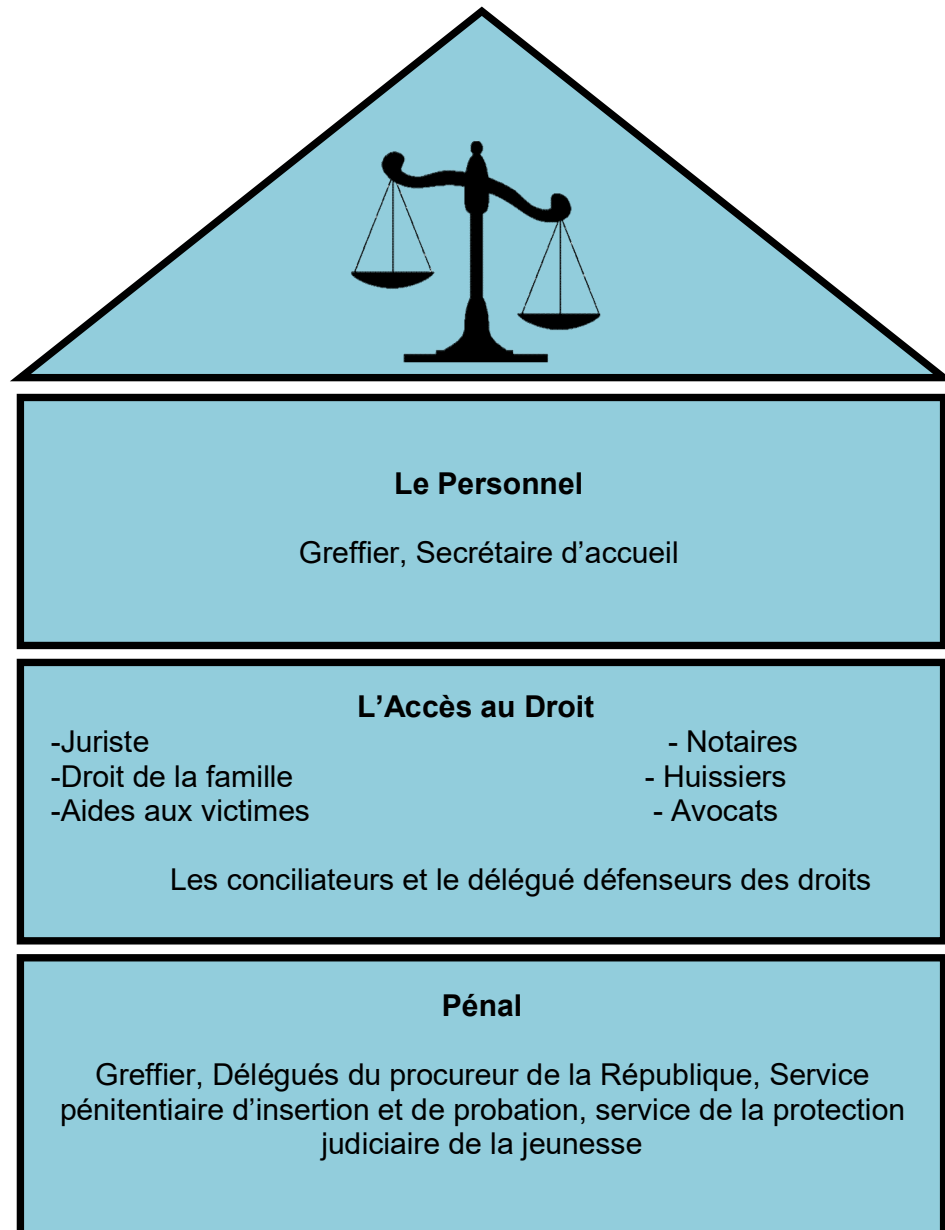 Le Personnel
Greffier, Secrétaire d’accueil
L’Accès au Droit
-Juriste - Notaires
-Droit de la famille - Huissiers
-Aides aux victimes - Avocats
Les conciliateurs et le délégué défenseurs des droits
Pénal
Greffier, Délégués du procureur de la République, Service
pénitentiaire d’insertion et de probation, service de la protection
judiciaire de la jeunesse